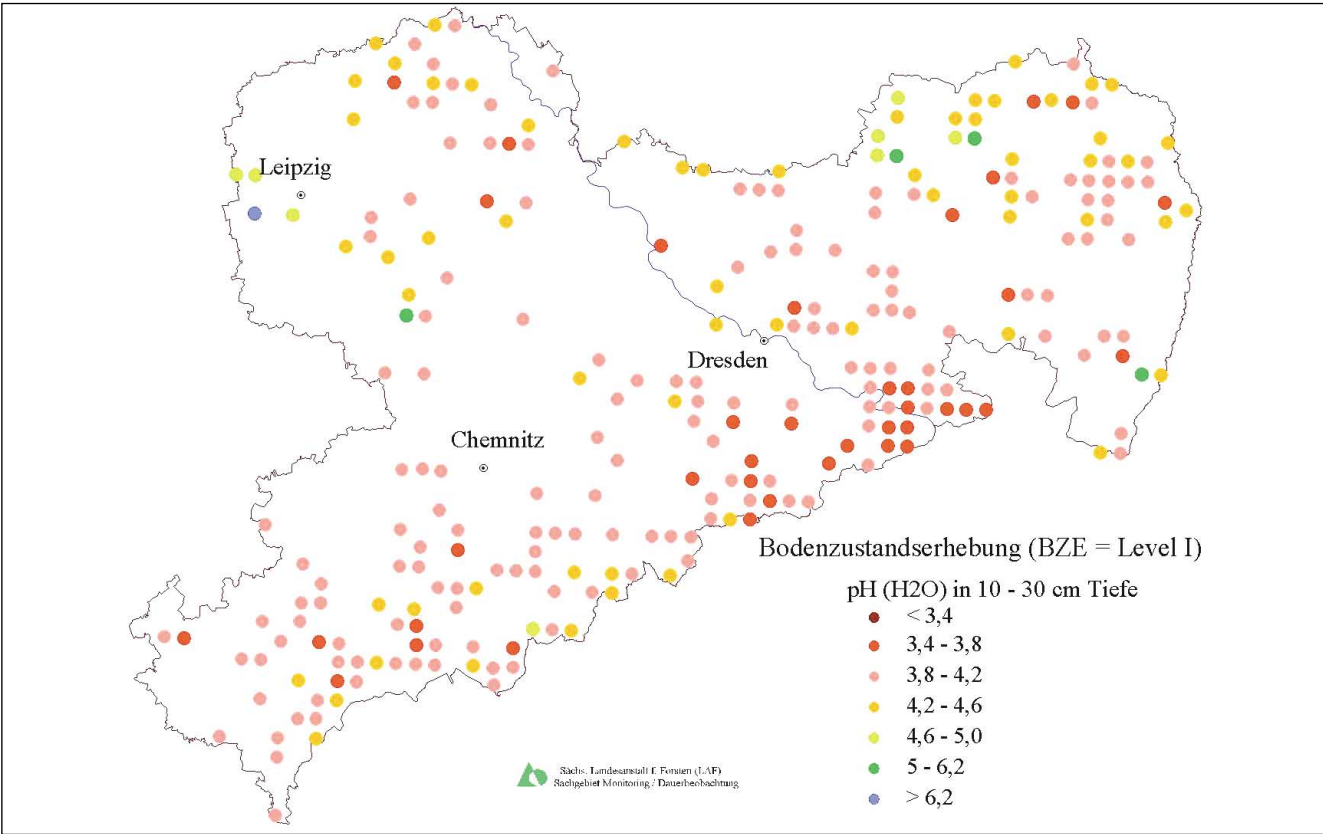 Leipzig
Dresden
Chemnitz
Bodenzustandserhebung (BZE = Level I)
pH (H2O) in 10 - 30 cm Tiefe
< 3,4
3,4 - 3,8
3,8 - 4,2
4,2 - 4,6
4,6 - 5,0
5 - 6,2
> 6,2
Sächs. Landesanstalt f. Forsten (LAF)
Sachgebiet Monitoring / Dauerbeobachtung